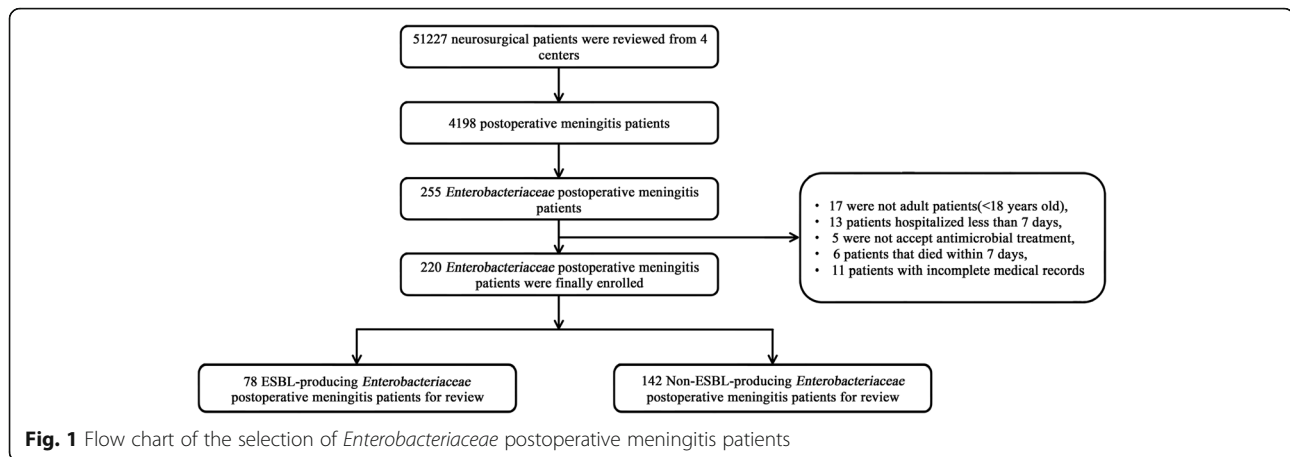 51227 neurosurgical patients were reviewed from 4
centers
4198 postoperative meningitis patients
255 Enterobacteriaceae postoperative meningitis
patients
• 17 were not adult patients(<18 years old),
• 13 patients hospitalized less than 7 days,
• 5 were not accept antimicrobial treatment,
• 6 patients that died within 7 days,
• 11 patients with incomplete medical records
220 Enterobacteriaceae postoperative meningitis
patients were finally enrolled
78 ESBL-producing Enterobacteriaceae
postoperative meningitis patients for review
142 Non-ESBL-producing Enterobacteriaceae
postoperative meningitis patients for review
Fig. 1 Flow chart of the selection of Enterobacteriaceae postoperative meningitis patients